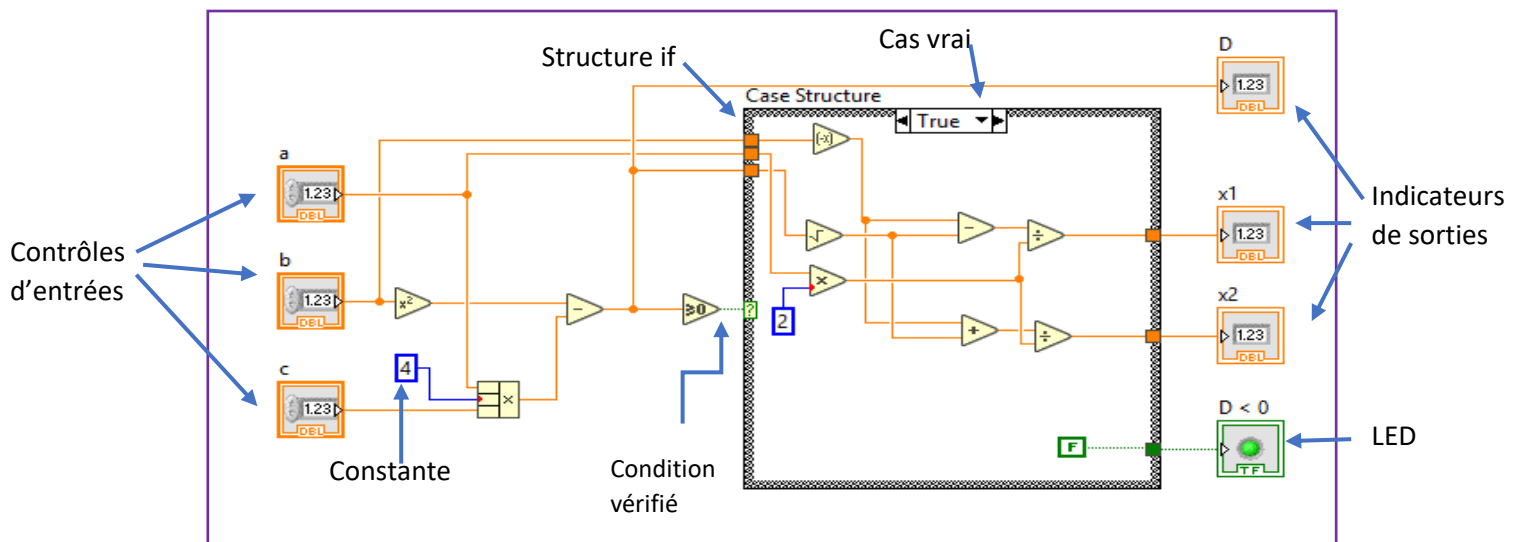 Cas vrai
Structure if
D
1.23
DBL
Case Structure
True
(-x)
a
1.23
DBL
x1
1.23
DBL
Indicateurs
de sorties
Contrôles
d'entrées
b
1.23
DBL
x²
−
≥0
?
√
×
2
−
÷
+
÷
x2
1.23
DBL
c
1.23
DBL
4
×
Constante
Condition
vérifié
F
D < 0
TF
LED